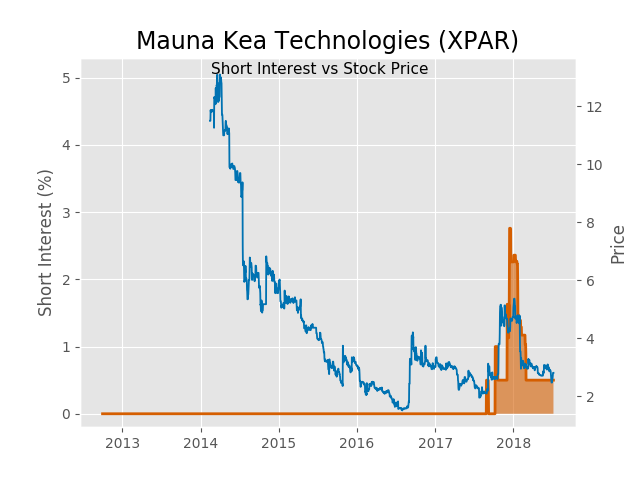 Mauna Kea Technologies (XPAR)
Short Interest vs Stock Price
Short Interest (%)
5
4
3
2
1
0
12
10
8
6
4
2
Price
2013 2014 2015 2016 2017 2018